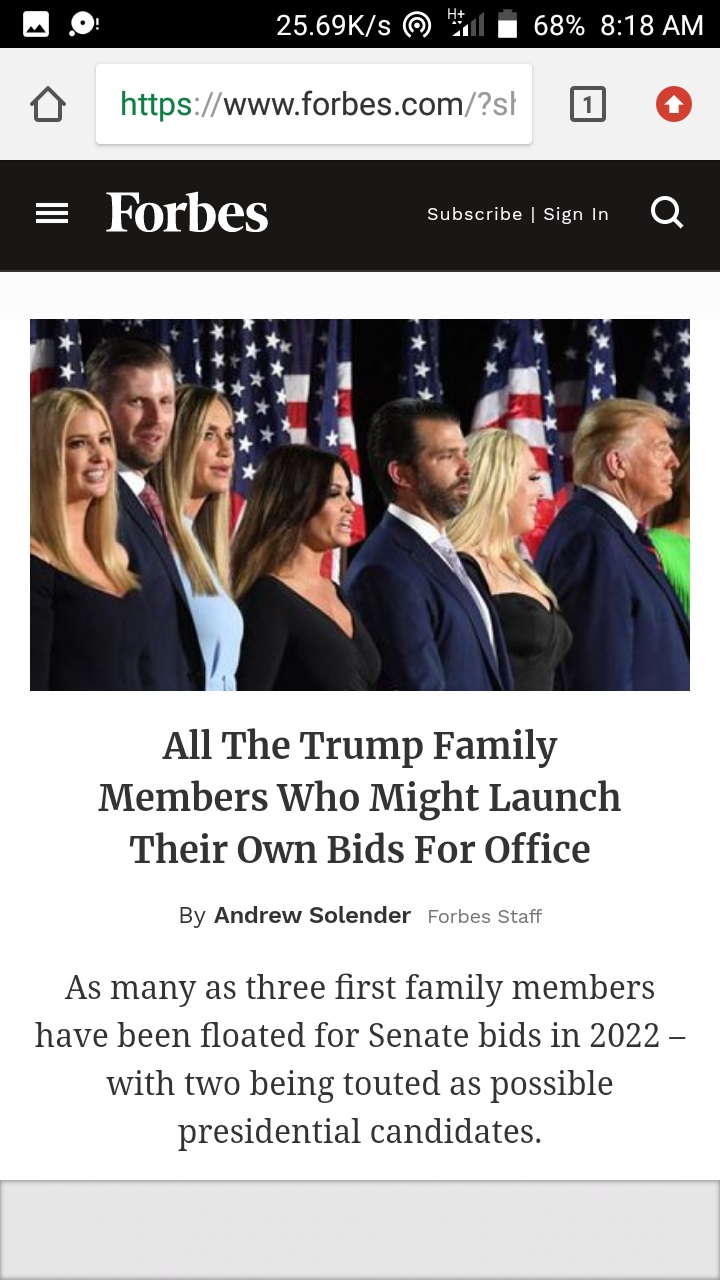 25.69K/s H+ 68% 8:18 AM
https://www.forbes.com/?sh
1
Forbes
Subscribe | Sign In
All The Trump Family
Members Who Might Launch
Their Own Bids For Office
By Andrew Solender Forbes Staff
As many as three first family members
have been floated for Senate bids in 2022 –
with two being touted as possible
presidential candidates.